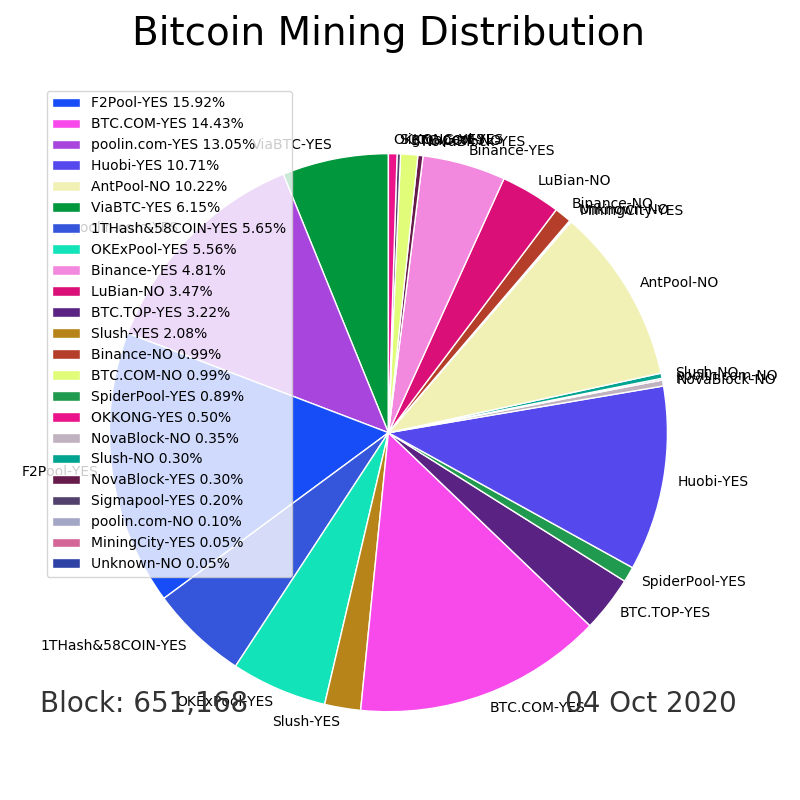 Bitcoin Mining Distribution
F2Pool-YES 15.92%
BTC.COM-YES 14.43%
poolin.com-YES 13.05%
Huobi-YES 10.71%
AntPool-NO 10.22%
ViaBTC-YES 6.15%
1THash&58COIN-YES 5.65%
OKExPool-YES 5.56%
Binance-YES 4.81%
LuBian-NO 3.47%
BTC.TOP-YES 3.22%
Slush-YES 2.08%
Binance-NO 0.99%
BTC.COM-NO 0.99%
SpiderPool-YES 0.89%
OKKONG-YES 0.50%
NovaBlock-NO 0.35%
Slush-NO 0.30%
NovaBlock-YES 0.30%
Sigmapool-YES 0.20%
poolin.com-NO 0.10%
MiningCity-YES 0.05%
Unknown-NO 0.05%
ViaBTC-YES
Binance-YES
LuBian-NO
Binance-NO
MiningCity-YES
AntPool-NO
Slush-NO
poolin.com-NO
NovaBlock-NO
Huobi-YES
SpiderPool-YES
BTC.TOP-YES
BTC.COM-YES
Slush-YES
OKExPool-YES
1THash&58COIN-YES
F2Pool-YES
Block: 651,168
04 Oct 2020